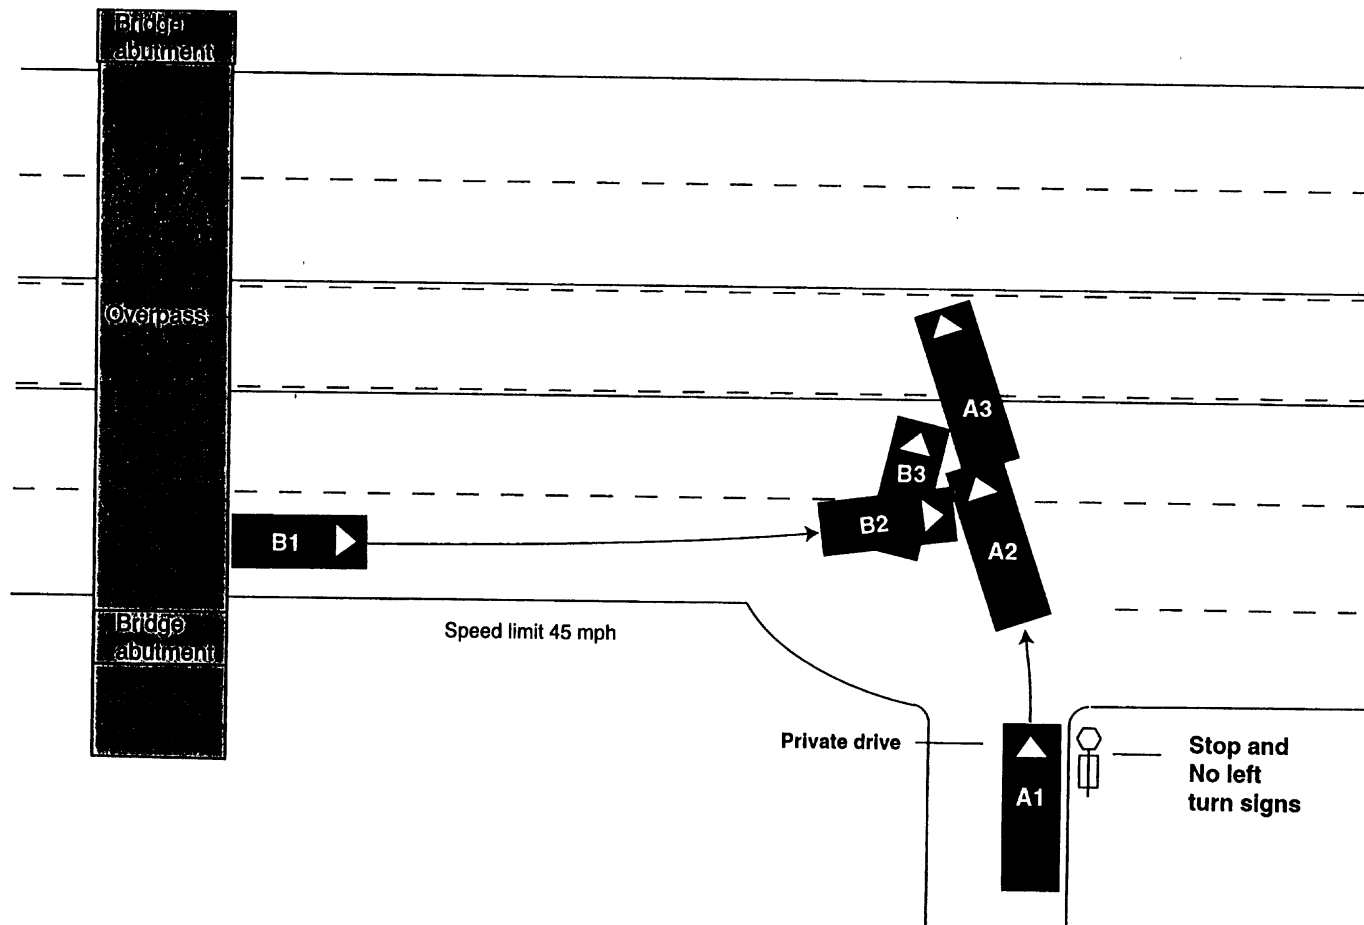 Bridge
abutment
Overpass
A3
B3
B2
A2
B1
Bridge
abutment
Speed limit 45 mph
Private drive
A1
Stop and
No left
turn signs